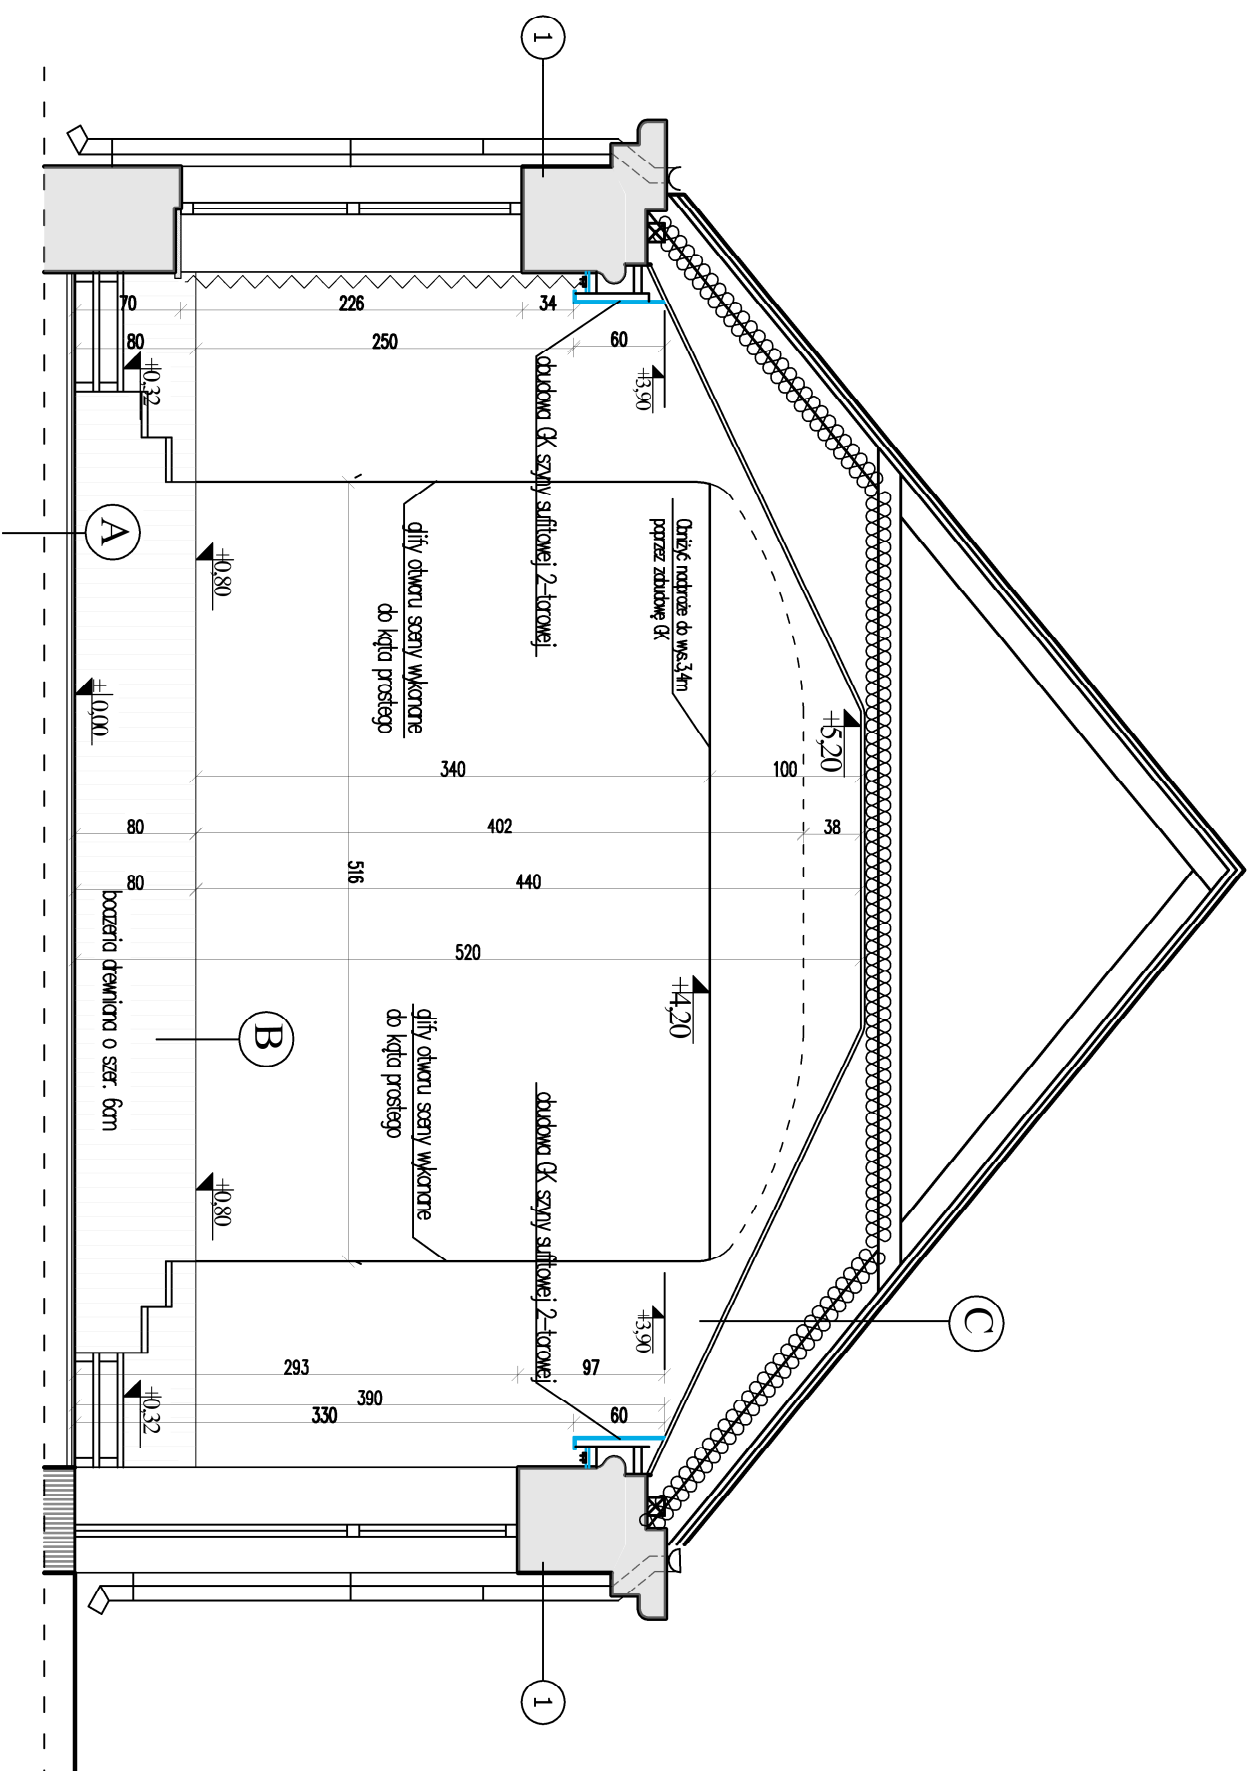 1
70
226
34
80
250
60
+0,32
+3,90
obudowa GK szyny sufitowej 2-torowej
glify otworu sceny wykonane
do kąta prostego
Obniżyć nadproże do wys.3,4m
poprzez zabudowę GK
A
+0,80
±0,00
+5,20
340
100
80
402
38
516
80
440
520
boazeria drewniana o szer. 6cm
B
+4,20
glify otworu sceny wykonane
do kąta prostego
obudowa GK szyny sufitowej 2-torowej
+0,80
+3,90
C
293
97
390
330
60
+0,32
1